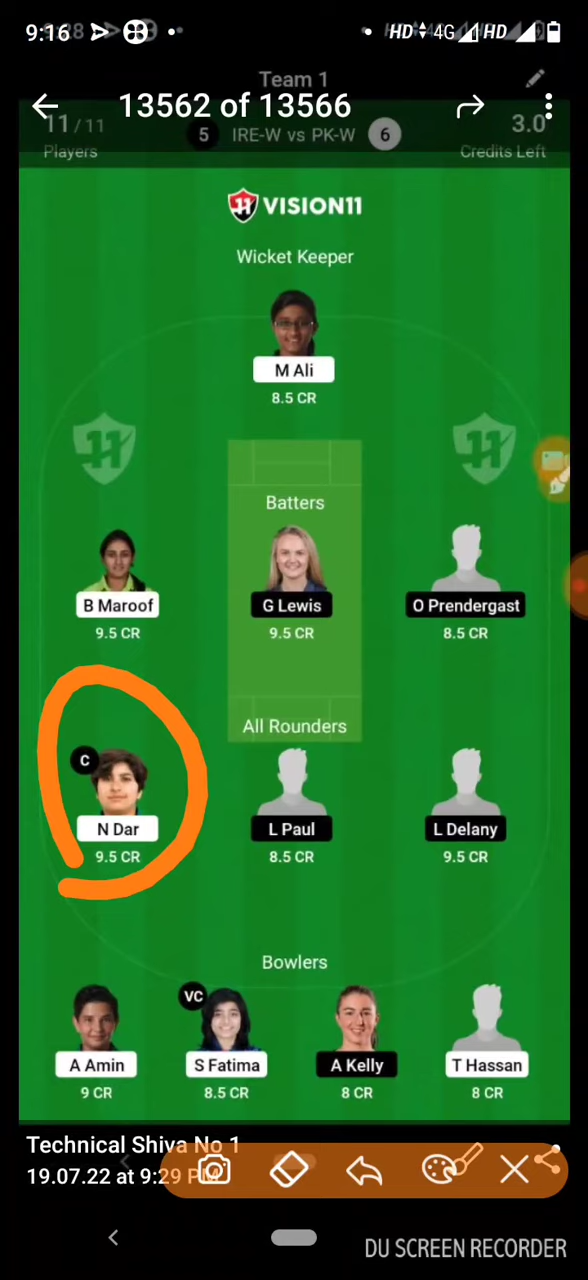 9:16
HD 4G HD
Team 1
13562 of 13566
11/11
Players
5 IRE-W vs PK-W 6
3.0
Credits Left
VISION11
Wicket Keeper
M Ali
8.5 CR
Batters
B Maroof G Lewis O Prendergast
9.5 CR 9.5 CR 8.5 CR
All Rounders
C
N Dar L Paul L Delany
9.5 CR 8.5 CR 9.5 CR
Bowlers
VC
A Amin S Fatima A Kelly T Hassan
9 CR 8.5 CR 8 CR 8 CR
Technical Shiva No 1
19.07.22 at 9:29 PM
DU SCREEN RECORDER